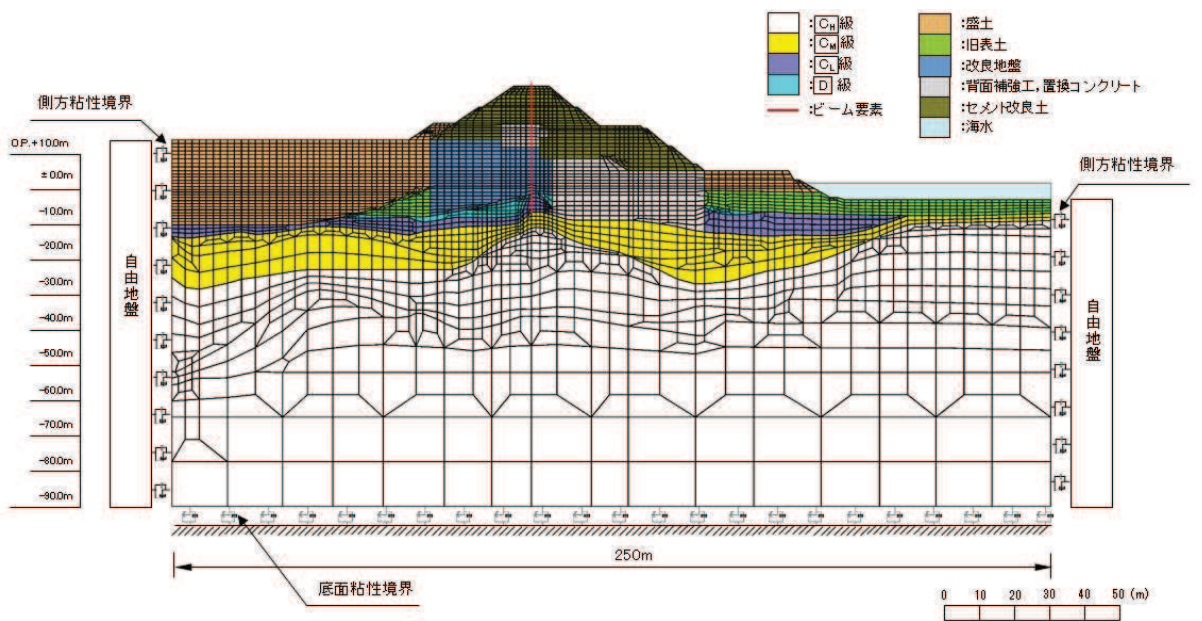 :CH級
:CM級
:CL級
:D級
:ビーム要素
:盛土
:旧表土
:改良地盤
:背面補強工,置換コンクリート
:セメント改良土
:海水
側方粘性境界
側方粘性境界
O.P.+10.0m
±0.0m
-10.0m
-20.0m
-30.0m
-40.0m
-50.0m
-60.0m
-70.0m
-80.0m
-90.0m
自由地盤
自由地盤
250m
底面粘性境界
0 10 20 30 40 50 (m)